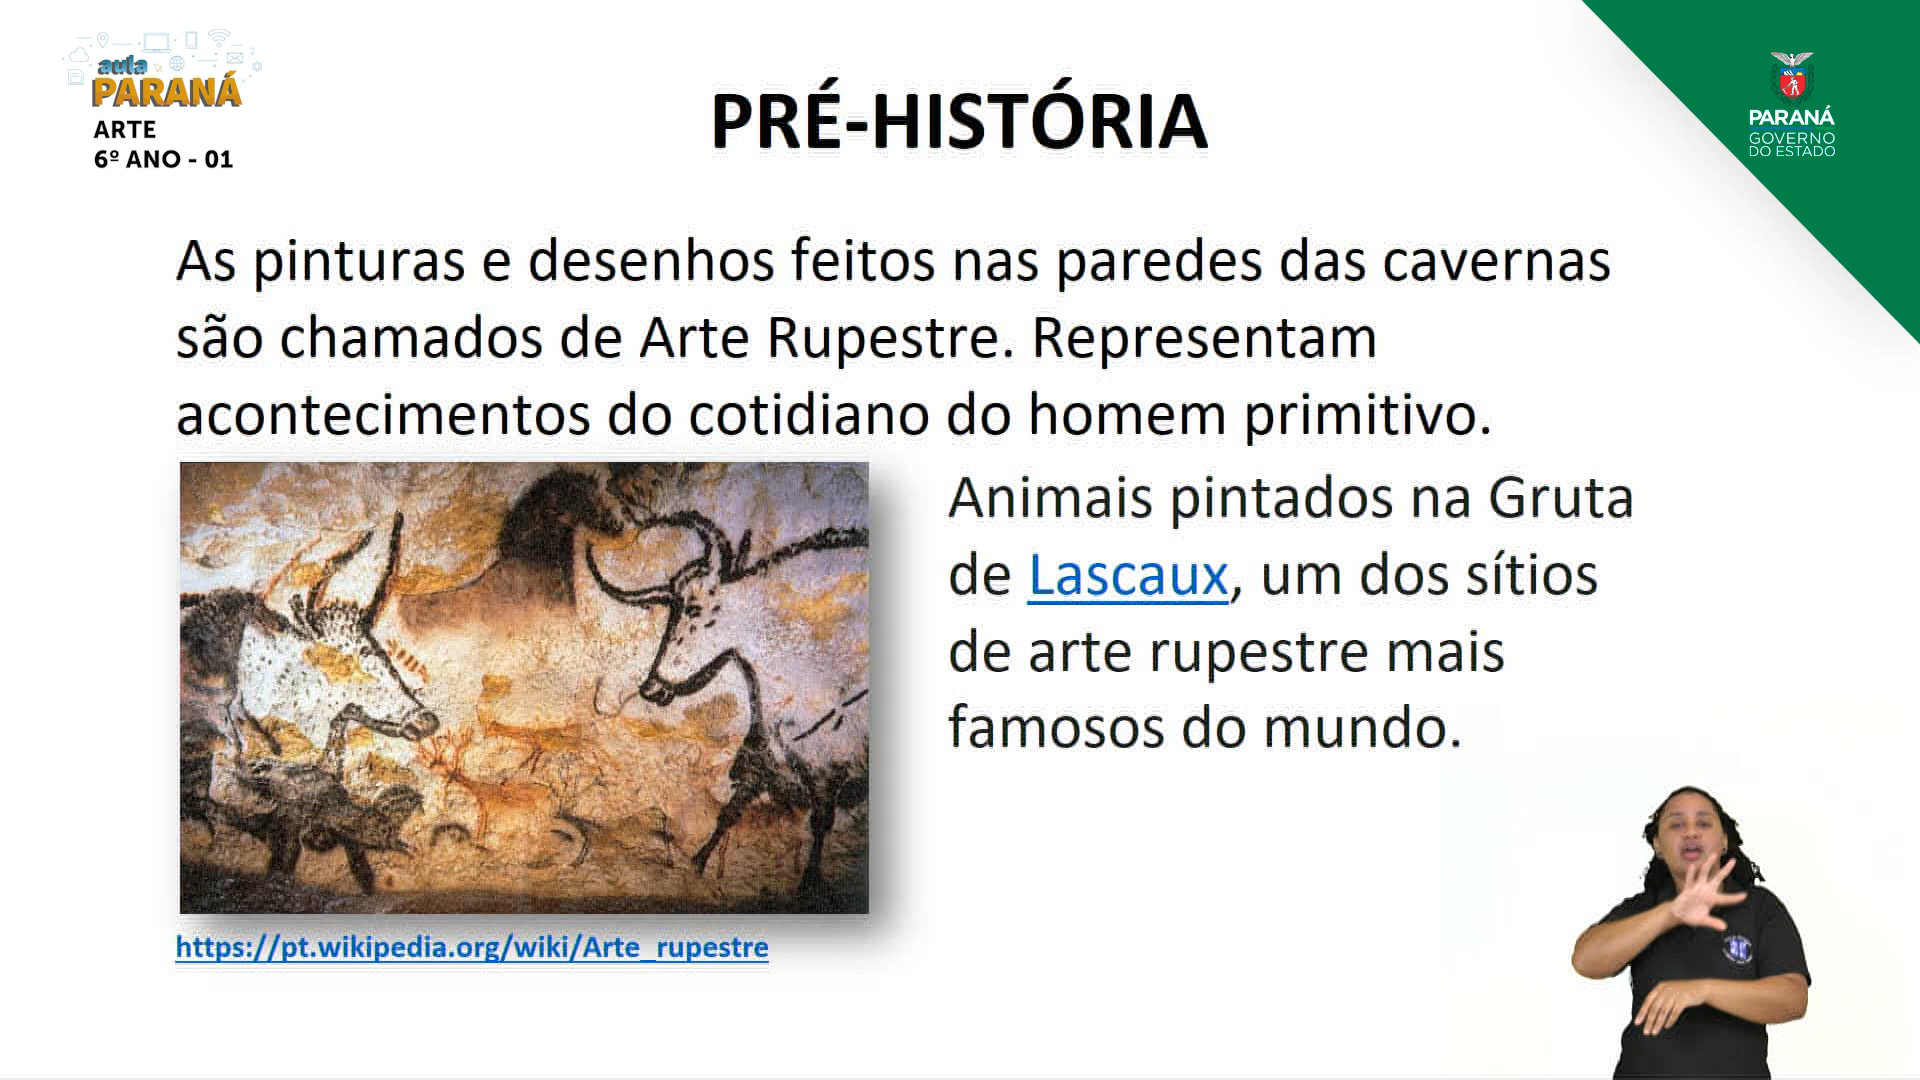 aula
PARANÁ
ARTE
6º ANO - 01
PRÉ-HISTÓRIA
PARANÁ
GOVERNO
DO ESTADO
As pinturas e desenhos feitos nas paredes das cavernas
são chamados de Arte Rupestre. Representam
acontecimentos do cotidiano do homem primitivo.
Animais pintados na Gruta
de Lascaux, um dos sítios
de arte rupestre mais
famosos do mundo.
https://pt.wikipedia.org/wiki/Arte_rupestre